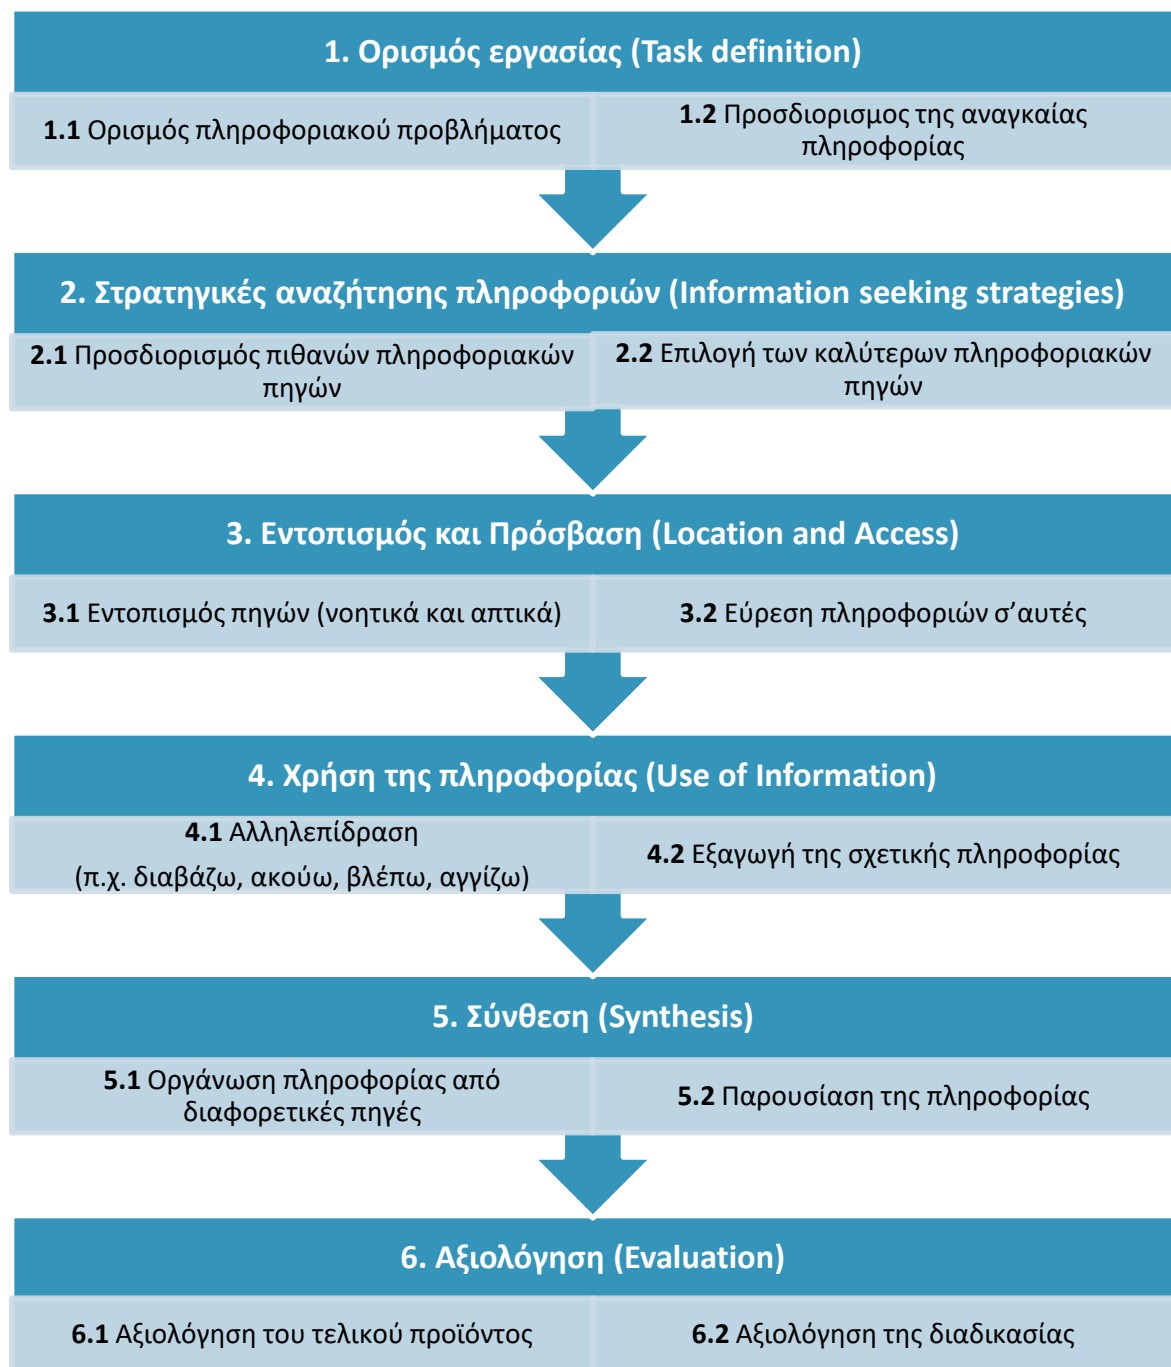 1. Ορισμός εργασίας (Task definition)
1.1 Ορισμός πληροφοριακού προβλήματος
1.2 Προσδιορισμος της αναγκαίας
πληροφορίας
2. Στρατηγικές αναζήτησης πληροφοριών (Information seeking strategies)
2.1 Προσδιορισμός πιθανών πληροφοριακών
πηγών
2.2 Επιλογή των καλύτερων πληροφοριακών
πηγών
3. Εντοπισμός και Πρόσβαση (Location and Access)
3.1 Εντοπισμός πηγών (νοητικά και απτικά)
3.2 Εύρεση πληροφοριών σ’αυτές
4. Χρήση της πληροφορίας (Use of Information)
4.1 Αλληλεπίδραση
(π.χ. διαβάζω, ακούω, βλέπω, αγγίζω)
4.2 Εξαγωγή της σχετικής πληροφορίας
5. Σύνθεση (Synthesis)
5.1 Οργάνωση πληροφορίας από
διαφορετικές πηγές
5.2 Παρουσίαση της πληροφορίας
6. Αξιολόγηση (Evaluation)
6.1 Αξιολόγηση του τελικού προϊόντος
6.2 Αξιολόγηση της διαδικασίας